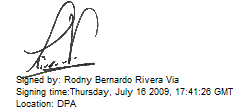 Signed by: Rodny Bernardo Rivera Via
Signing time:Thursday, July 16 2009, 17:41:26 GMT
Location: DPA